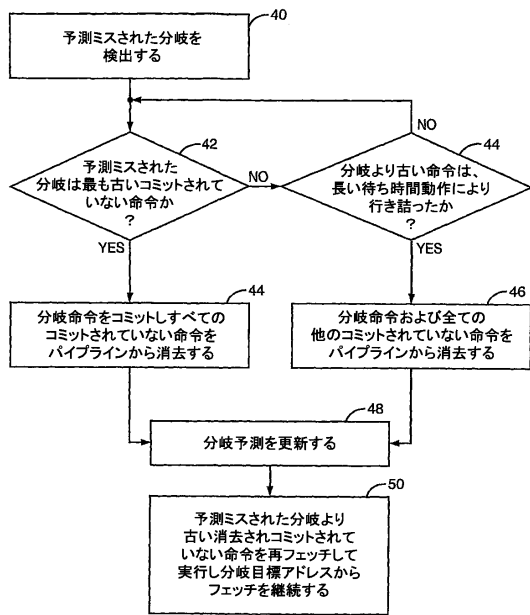 40
予測ミスされた分岐を
検出する
42
予測ミスされた
分岐は最も古いコミットされて
いない命令か
?
NO
YES
44
分岐より古い命令は、
長い待ち時間動作により
行き詰ったか
?
NO
YES
44
分岐命令をコミットしすべての
コミットされていない命令を
パイプラインから消去する
46
分岐命令および全ての
他のコミットされていない命令を
パイプラインから消去する
48
分岐予測を更新する
50
予測ミスされた分岐より
古い消去されコミットされて
いない命令を再フェッチして
実行し分岐目標アドレスから
フェッチを継続する